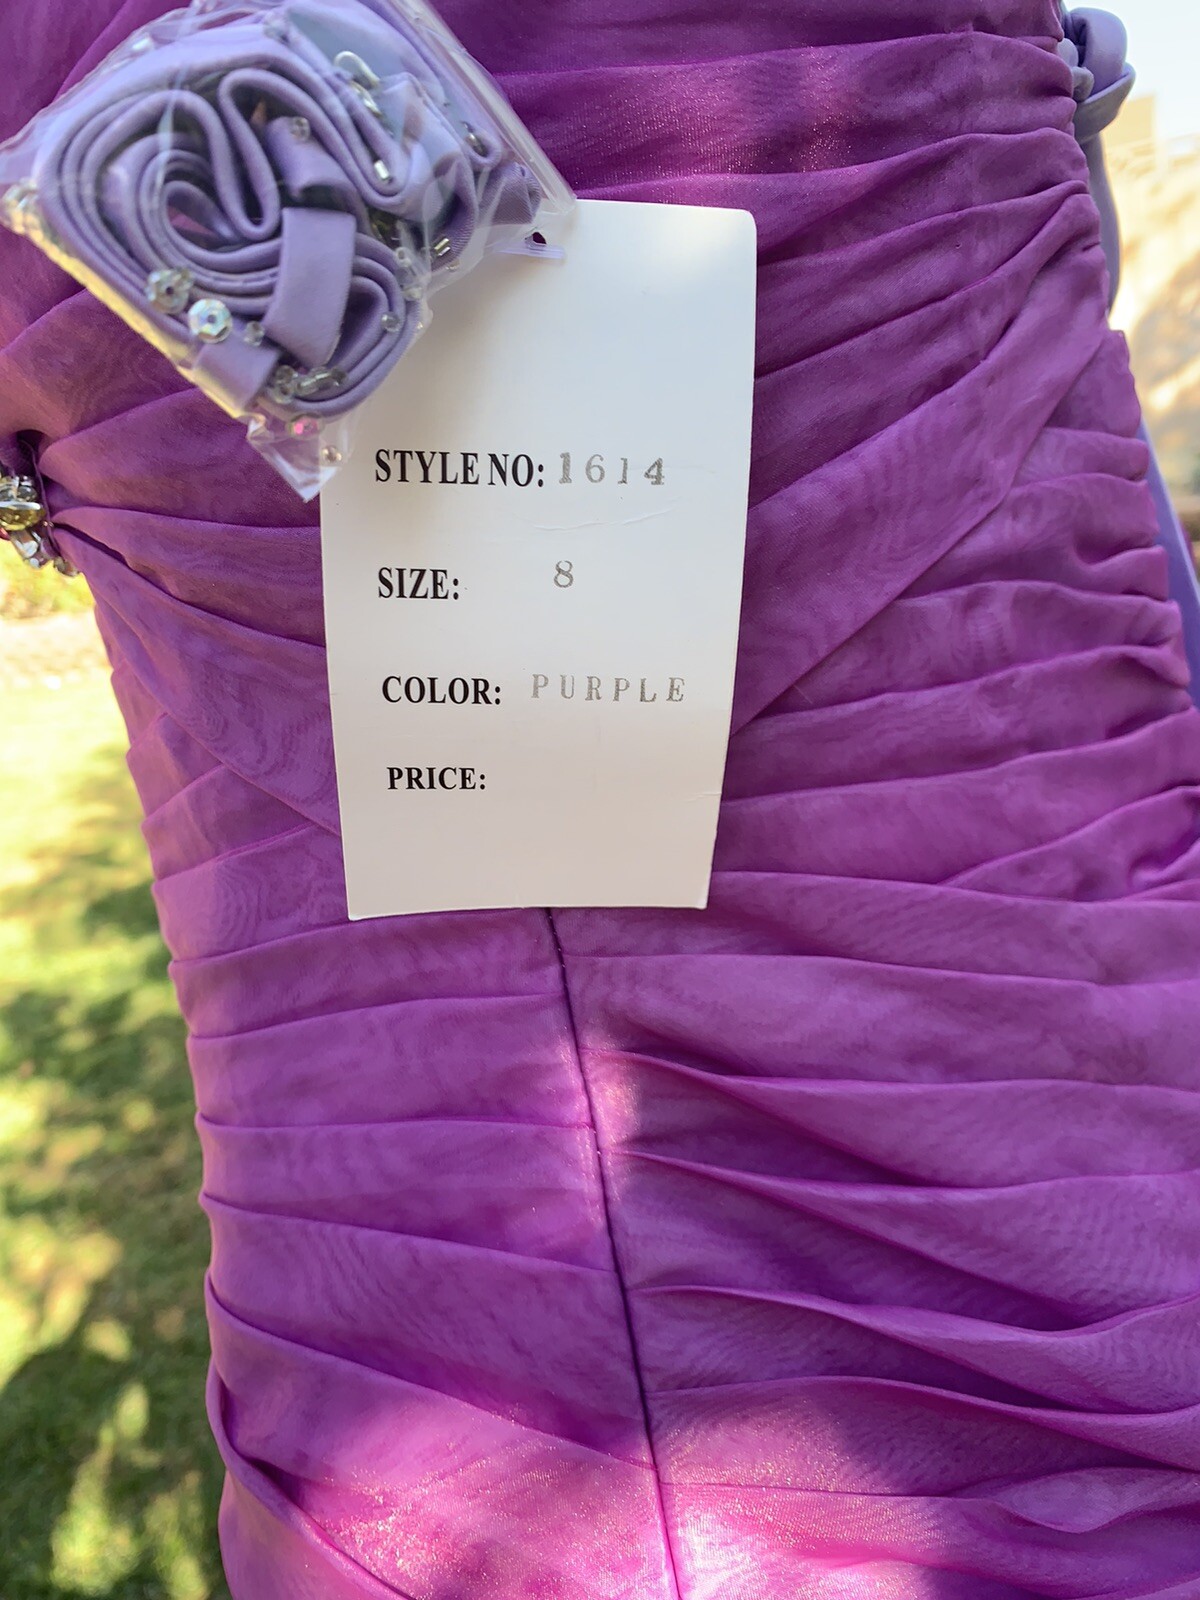 STYLE NO: 1614
SIZE: 8
COLOR: PURPLE
PRICE: